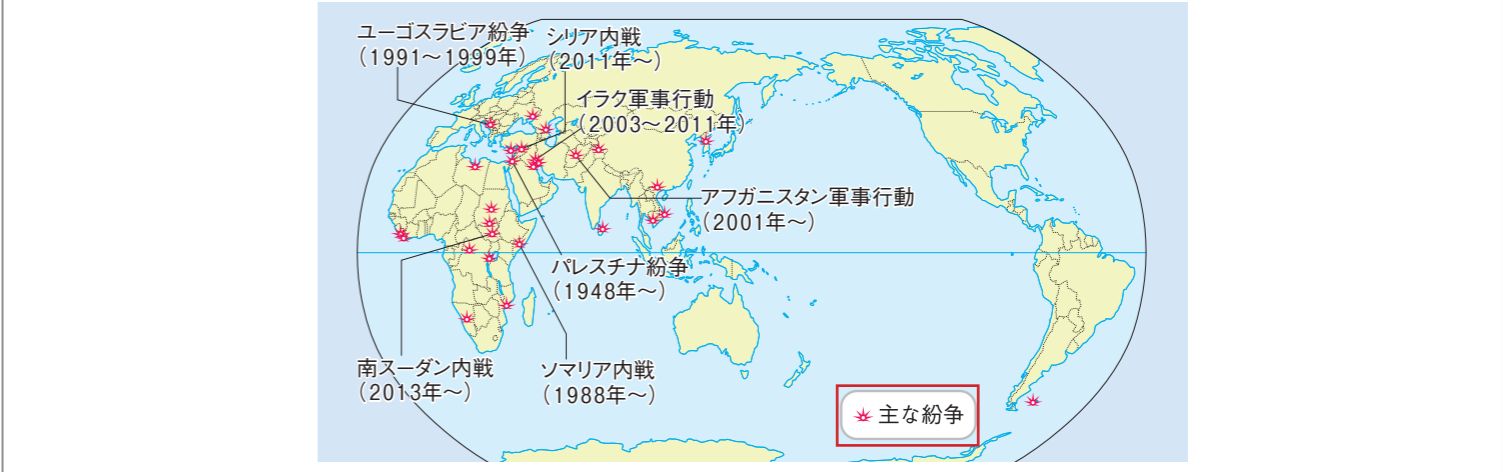 ユーゴスラビア紛争
（1991～1999年）
シリア内戦
（2011年～）
イラク軍事行動
（2003～2011年）
アフガニスタン軍事行動
（2001年～）
パレスチナ紛争
（1948年～）
南スーダン内戦
（2013年～）
ソマリア内戦
（1988年～）
主な紛争